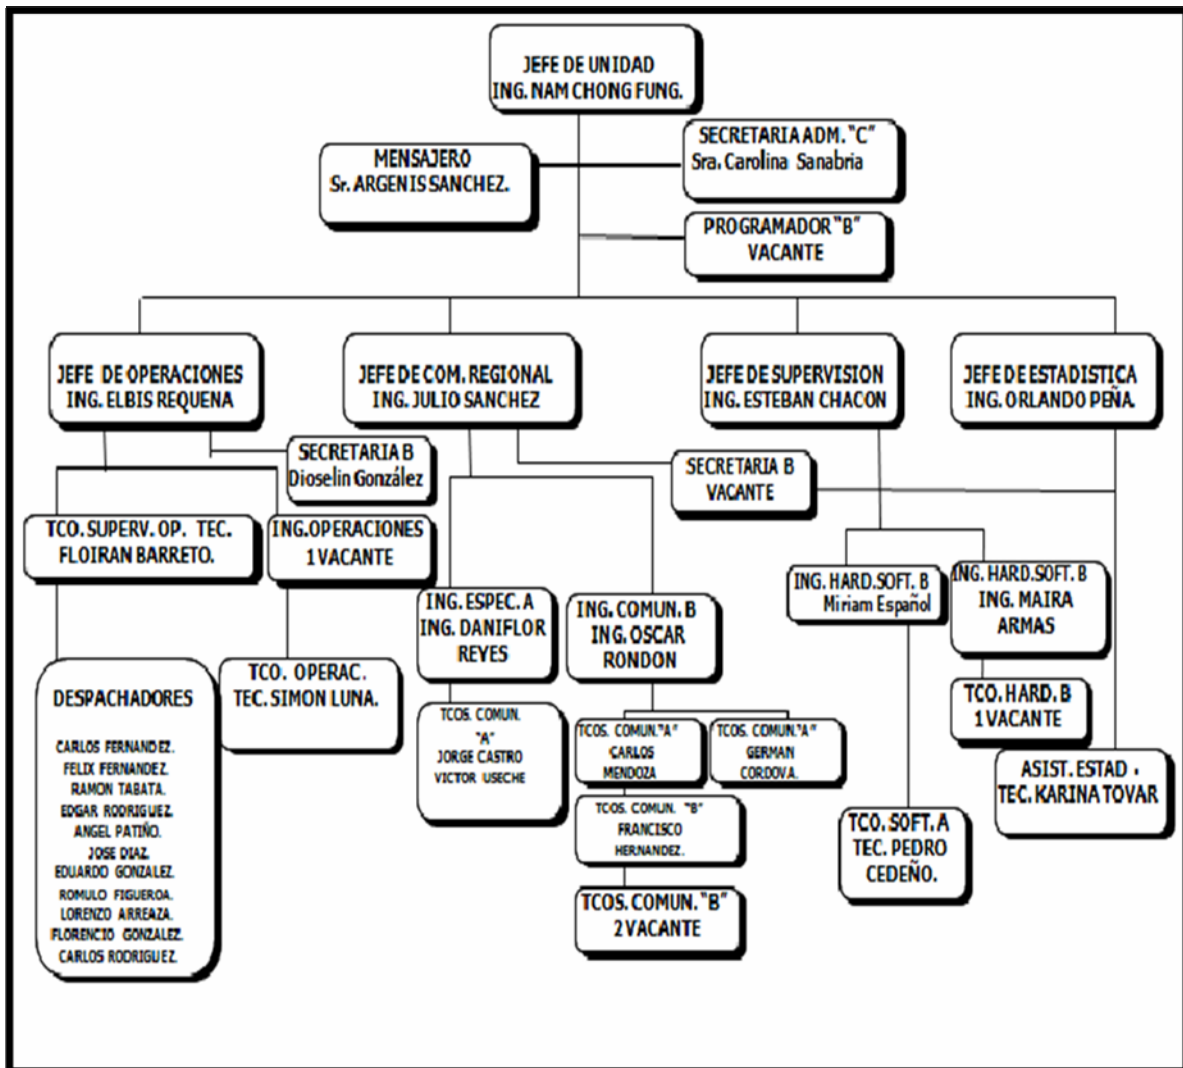 JEFE DE UNIDAD
ING. NAM CHONG FUNG.
SECRETARIA ADM. "C"
Sra. Carolina Sanabria
MENSAJERO
Sr. ARGENIS SANCHEZ.
PROGRAMADOR "B"
VACANTE
JEFE DE OPERACIONES
ING. ELBIS REQUENA
JEFE DE COM. REGIONAL
ING. JULIO SANCHEZ
JEFE DE SUPERVISION
ING. ESTEBAN CHACON
JEFE DE ESTADISTICA
ING. ORLANDO PEÑA.
SECRETARIA B
Dioselin González
SECRETARIA B
VACANTE
TCO. SUPERV. OP. TEC.
FLOIRAN BARRETO.
ING.OPERACIONES
1 VACANTE
ING. HARD.SOFT. B
Miriam Español
ING. HARD.SOFT. B
ING. MAIRA
ARMAS
ING. ESPEC. A
ING. DANIFLOR
REYES
ING. COMUN. B
ING. OSCAR
RONDON
DESPACHADORES
CARLOS FERNANDEZ.
FELIX FERNANDEZ.
RAMON TABATA.
EDGAR RODRIGUEZ.
ANGEL PATIÑO.
JOSE DIAZ.
EDUARDO GONZALEZ.
ROMULO FIGUEROA.
LORENZO ARREAZA.
FLORENCIO GONZALEZ.
CARLOS RODRIGUEZ.
TCO. OPERAC.
TEC. SIMON LUNA.
TCOS. COMUN.
"A"
JORGE CASTRO
VICTOR USECHE
TCOS. COMUN."A"
CARLOS
MENDOZA
TCOS. COMUN."A"
GERMAN
CORDOVA.
TCO. HARD. B
1 VACANTE
ASIST. ESTAD .
TEC. KARINA TOVAR
TCOS. COMUN. "B"
FRANCISCO
HERNANDEZ.
TCO. SOFT. A
TEC. PEDRO
CEDEÑO.
TCOS. COMUN. "B"
2 VACANTE